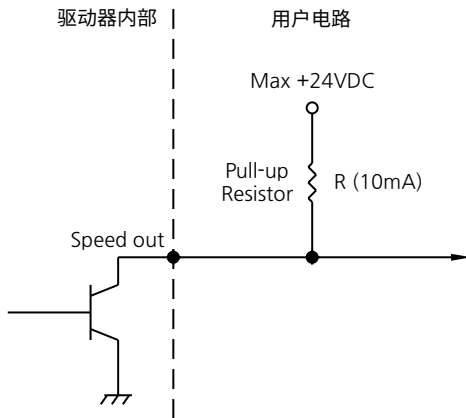 驱动器内部
用户电路
Max +24VDC
Pull-up
Resistor
R (10mA)
Speed out